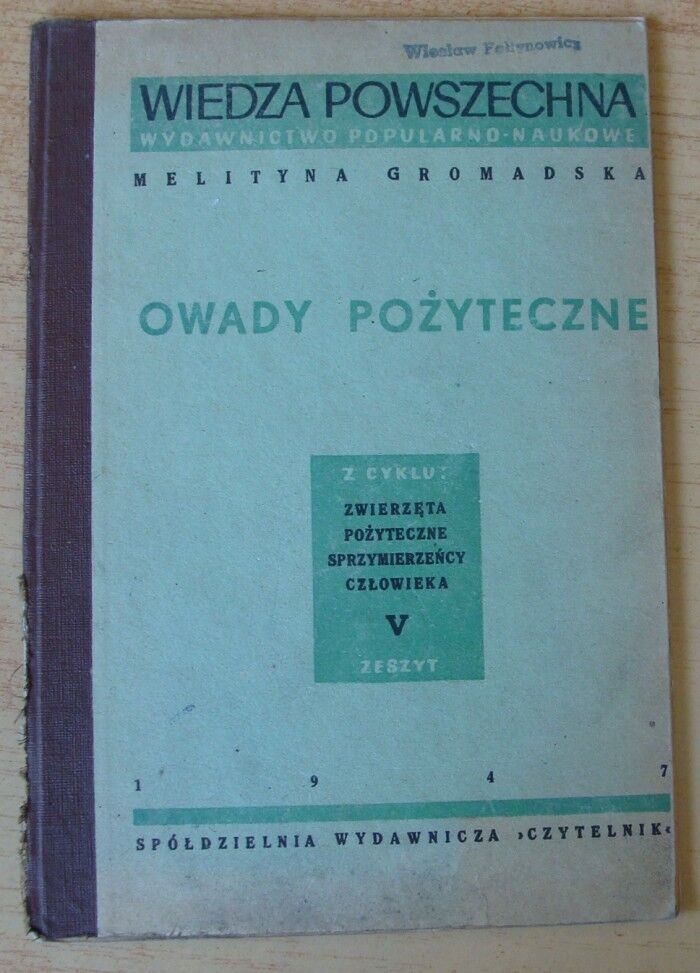 Wiesław Felisynowicz
WIEDZA POWSZECHNA
WYDAWNICTWO POPULARNO-NAUKOWE
MELITYNA GROMADSKA
OWADY POŻYTECZNE
Z CYKLU:
ZWIERZĘTA
POŻYTECZNE
SPRZYMIERZEŃCY
CZŁOWIEKA
V
ZESZYT
1 9 4 7
SPÓŁDZIELNIA WYDAWNICZA ›CZYTELNIK‹